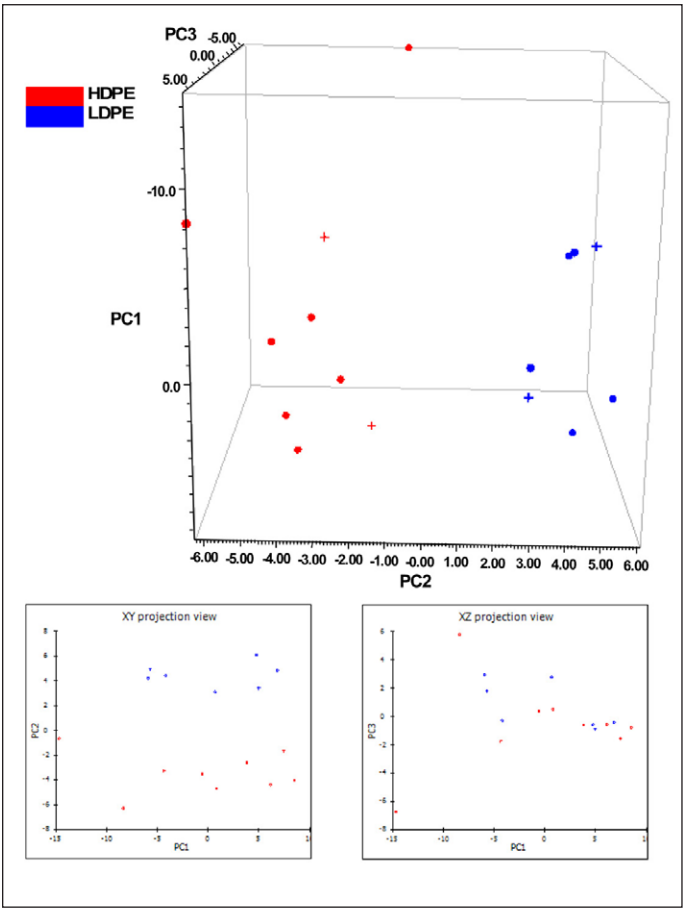 PC3
-5.00
0.00
5.00
HDPE
LDPE
-10.0
PC1
0.0
-6.00 -5.00 -4.00 -3.00 -2.00 -1.00 -0.00 1.00 2.00 3.00 4.00 5.00 6.00
PC2
XY projection view
8
6
4
2
0
-2
-4
-6
-8
PC2
-15 -10 -5 0 5 10
PC1
XZ projection view
6
4
2
0
-2
-4
-6
-8
PC3
-15 -10 -5 0 5 10
PC1